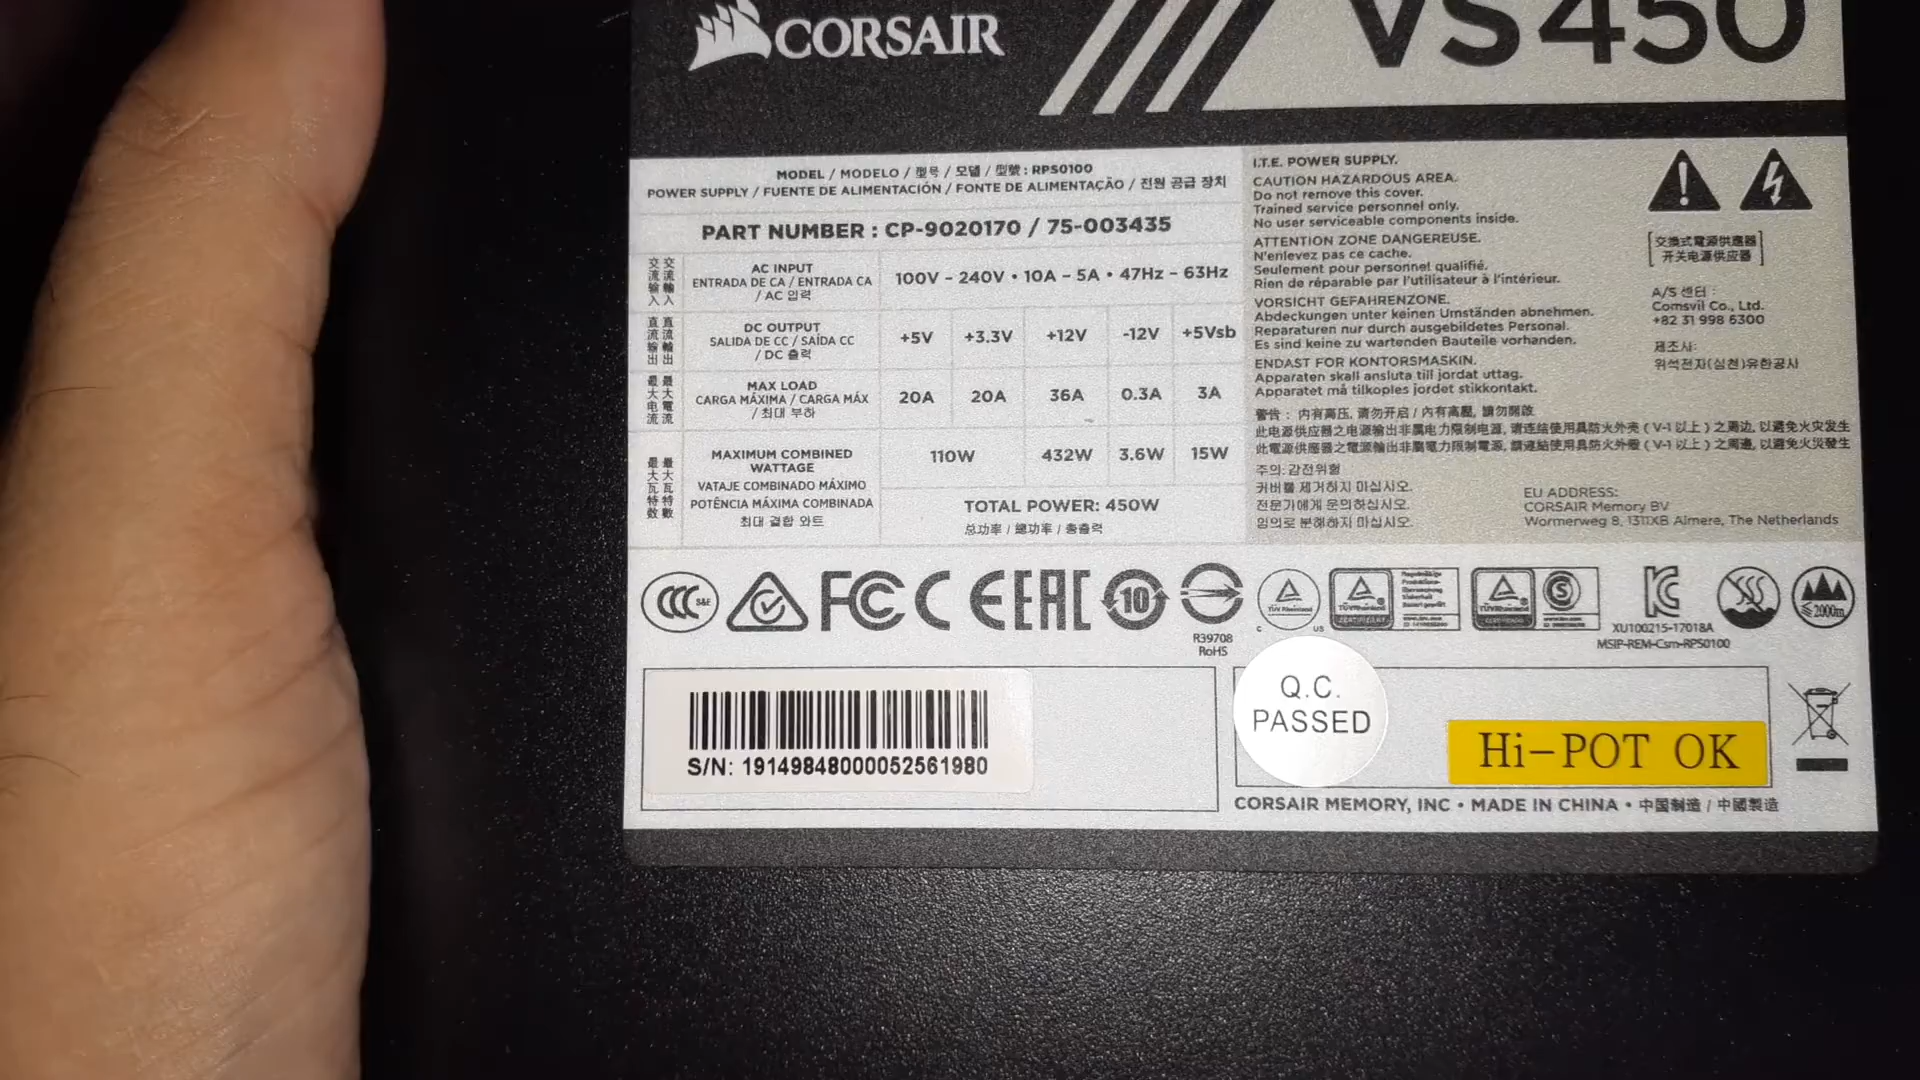 CORSAIR
VS450
MODEL / MODELO / 型号 / 모델 / 型號 : RPS0100
POWER SUPPLY / FUENTE DE ALIMENTACIÓN / FONTE DE ALIMENTAÇÃO / 전원 공급 장치
PART NUMBER : CP-9020170 / 75-003435
交流输入 交流輸入
AC INPUT
ENTRADA DE CA / ENTRADA CA
/ AC 입력
100V – 240V • 10A – 5A • 47Hz – 63Hz
直流输出 直流輸出
DC OUTPUT
SALIDA DE CC / SAÍDA CC
/ DC 출력
+5V +3.3V +12V -12V +5Vsb
最大电流 最大電流
MAX LOAD
CARGA MÁXIMA / CARGA MÁX
/ 최대 부하
20A 20A 36A 0.3A 3A
最大瓦特数 最大瓦特數
MAXIMUM COMBINED
WATTAGE
VATAJE COMBINADO MÁXIMO
POTÊNCIA MÁXIMA COMBINADA
최대 결합 와트
110W 432W 3.6W 15W
TOTAL POWER: 450W
总功率 / 總功率 / 총출력
I.T.E. POWER SUPPLY.
CAUTION HAZARDOUS AREA.
Do not remove this cover.
Trained service personnel only.
No user serviceable components inside.
ATTENTION ZONE DANGEREUSE.
N'enlevez pas ce cache.
Seulement pour personnel qualifié.
Rien de réparable par l'utilisateur à l'intérieur.
VORSICHT GEFAHRENZONE.
Abdeckungen unter keinen Umständen abnehmen.
Reparaturen nur durch ausgebildetes Personal.
Es sind keine zu wartenden Bauteile vorhanden.
ENDAST FOR KONTORSMASKIN.
Apparaten skall ansluta till jordat uttag.
Apparatet må tilkoples jordet stikkontakt.
警告：内有高压, 请勿开启 / 內有高壓, 請勿開啟
此电源供应器之电源输出非属电力限制电源, 请连结使用具防火外壳 ( V-1 以上 ) 之周边, 以避免火灾发生
此電源供應器之電源輸出非屬電力限制電源, 請連結使用具防火外殼 ( V-1 以上 ) 之周邊, 以避免火災發生
주의: 감전위험
커버를 제거하지 마십시오.
전문가에게 문의하십시오.
임의로 분해하지 마십시오.
交換式電源供應器
开关电源供应器
A/S 센터 :
Comsvil Co., Ltd.
+82 31 998 6300
제조사:
위석전자(심천)유한공사
EU ADDRESS:
CORSAIR Memory BV
Wormerweg 8, 1311XB Almere, The Netherlands
CCC S&E
FC CE EAC 10
R39708
RoHS
TÜV Rheinland
C US
TÜVRheinland
CERTIFIED
TÜVRheinland
CERTIFIED
XU100215-17018A
MSIP-REM-Csm-RPS0100
≤2000m
S/N: 19149848000052561980
Q.C.
PASSED
Hi-POT OK
CORSAIR MEMORY, INC • MADE IN CHINA • 中国制造 / 中國製造